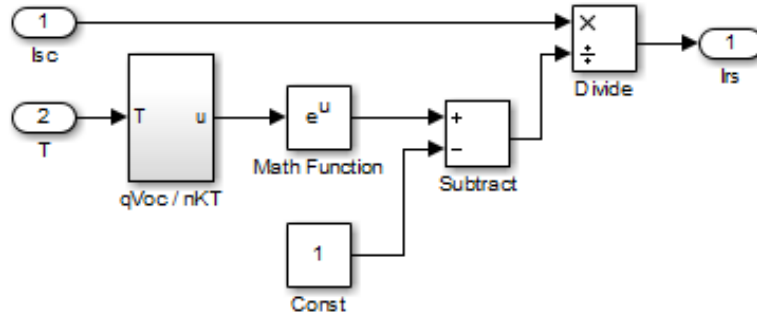 1
×
÷
1
Isc
Irs
Divide
2
T
u
e^u
+
−
T
Math Function
Subtract
qVoc / nKT
1
Const